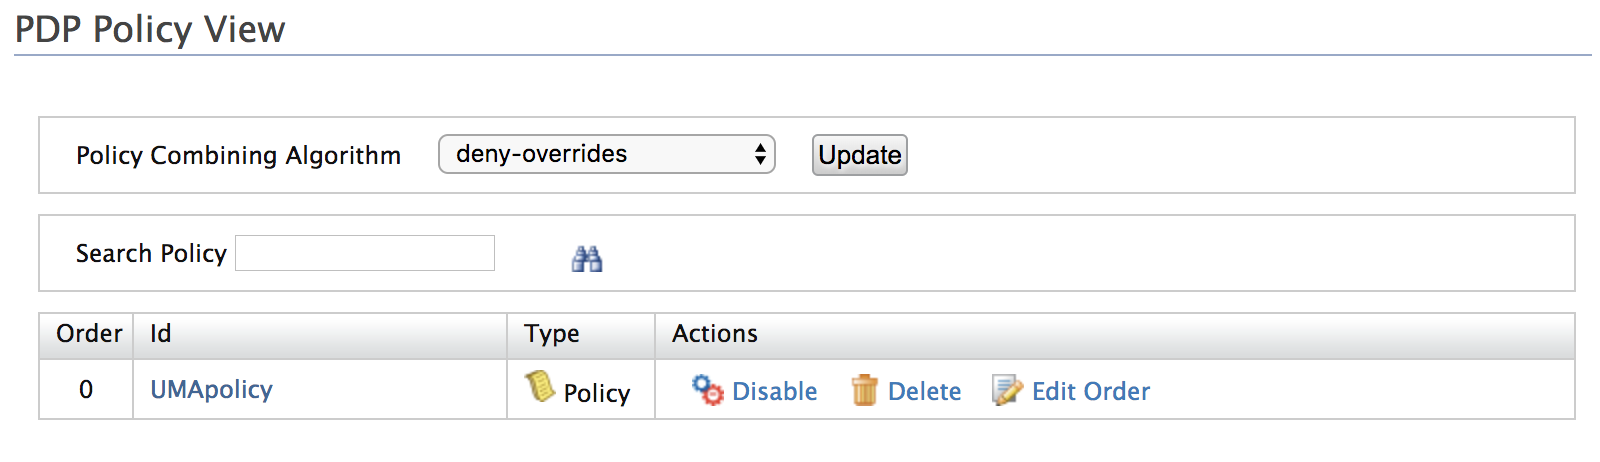 PDP Policy View
Policy Combining Algorithm deny-overrides Update
Search Policy
Order Id Type Actions
0 UMApolicy Policy Disable Delete Edit Order